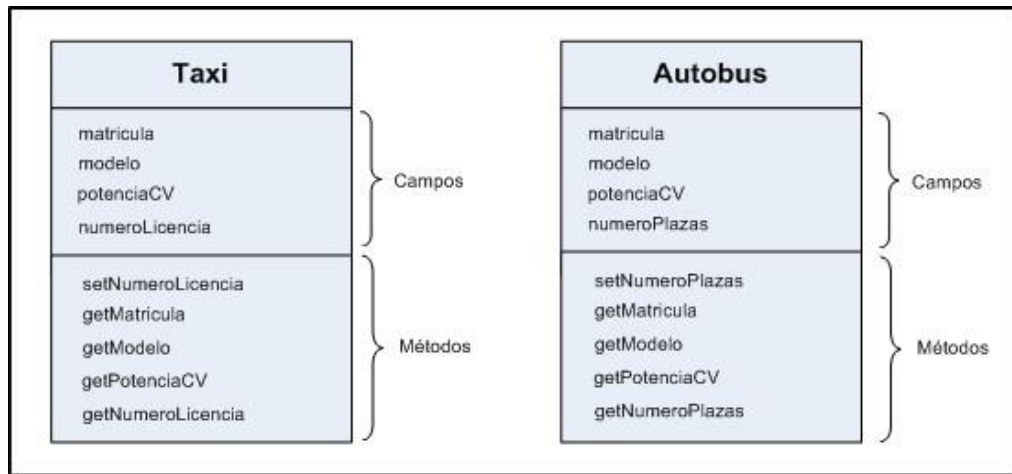 Taxi
matricula
modelo
potenciaCV
numeroLicencia
Campos
setNumeroLicencia
getMatricula
getModelo
getPotenciaCV
getNumeroLicencia
Métodos
Autobus
matricula
modelo
potenciaCV
numeroPlazas
Campos
setNumeroPlazas
getMatricula
getModelo
getPotenciaCV
getNumeroPlazas
Métodos